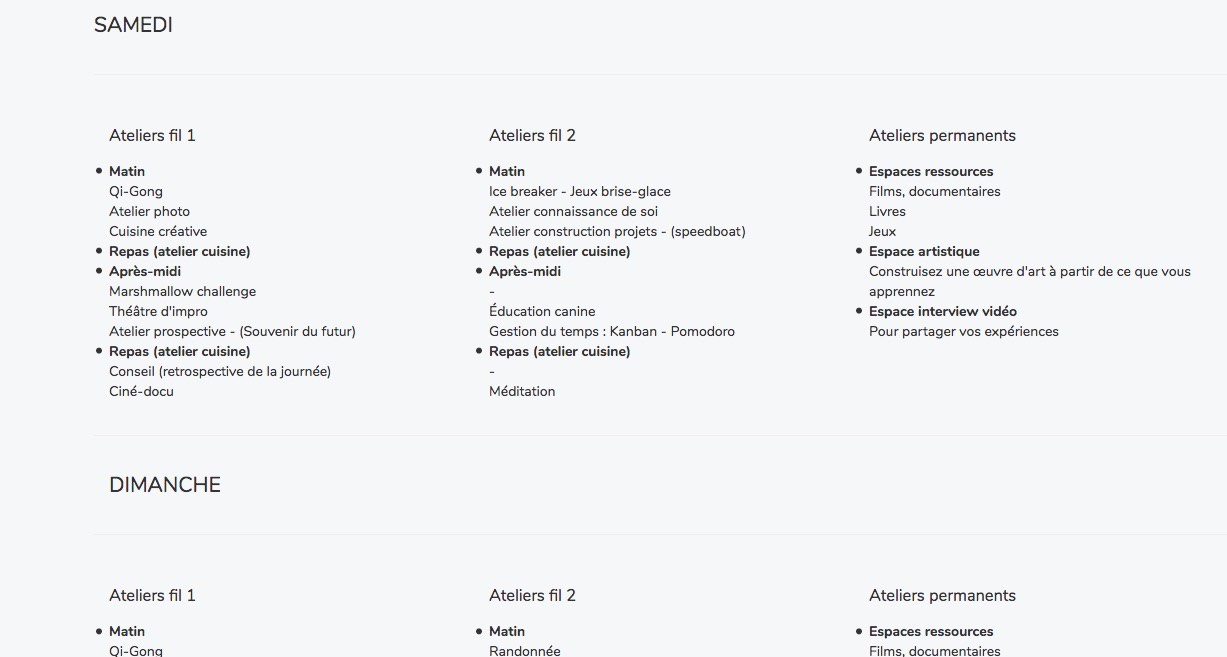 SAMEDI
Ateliers fil 1
Matin
Qi-Gong
Atelier photo
Cuisine créative
Repas (atelier cuisine)
Après-midi
Marshmallow challenge
Théâtre d'impro
Atelier prospective - (Souvenir du futur)
Repas (atelier cuisine)
Conseil (retrospective de la journée)
Ciné-docu
Ateliers fil 2
Matin
Ice breaker - Jeux brise-glace
Atelier connaissance de soi
Atelier construction projets - (speedboat)
Repas (atelier cuisine)
Après-midi
-
Éducation canine
Gestion du temps : Kanban - Pomodoro
Repas (atelier cuisine)
-
Méditation
Ateliers permanents
Espaces ressources
Films, documentaires
Livres
Jeux
Espace artistique
Construisez une œuvre d'art à partir de ce que vous
apprennez
Espace interview vidéo
Pour partager vos expériences
DIMANCHE
Ateliers fil 1
Matin
Qi-Gong
Ateliers fil 2
Matin
Randonnée
Ateliers permanents
Espaces ressources
Films, documentaires